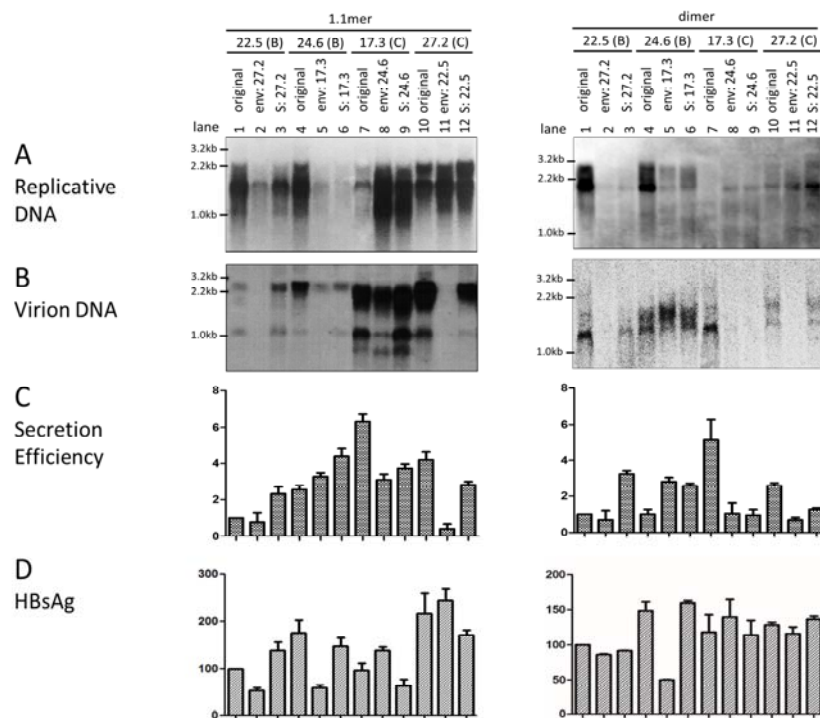 1.1mer
dimer
22.5 (B) 24.6 (B) 17.3 (C) 27.2 (C)
22.5 (B) 24.6 (B) 17.3 (C) 27.2 (C)
original env: 27.2 S: 27.2 original env: 17.3 S: 17.3 original env: 24.6 S: 24.6 original env: 22.5 S: 22.5
original env: 27.2 S: 27.2 original env: 17.3 S: 17.3 original env: 24.6 S: 24.6 original env: 22.5 S: 22.5
lane 1 2 3 4 5 6 7 8 9 10 11 12
lane 1 2 3 4 5 6 7 8 9 10 11 12
A
Replicative
DNA
3.2kb
2.2kb
1.0kb
3.2kb
2.2kb
1.0kb
B
Virion DNA
3.2kb
2.2kb
1.0kb
3.2kb
2.2kb
1.0kb
C
Secretion
Efficiency
8
6
4
2
0
8
6
4
2
0
D
HBsAg
300
200
100
0
200
150
100
50
0